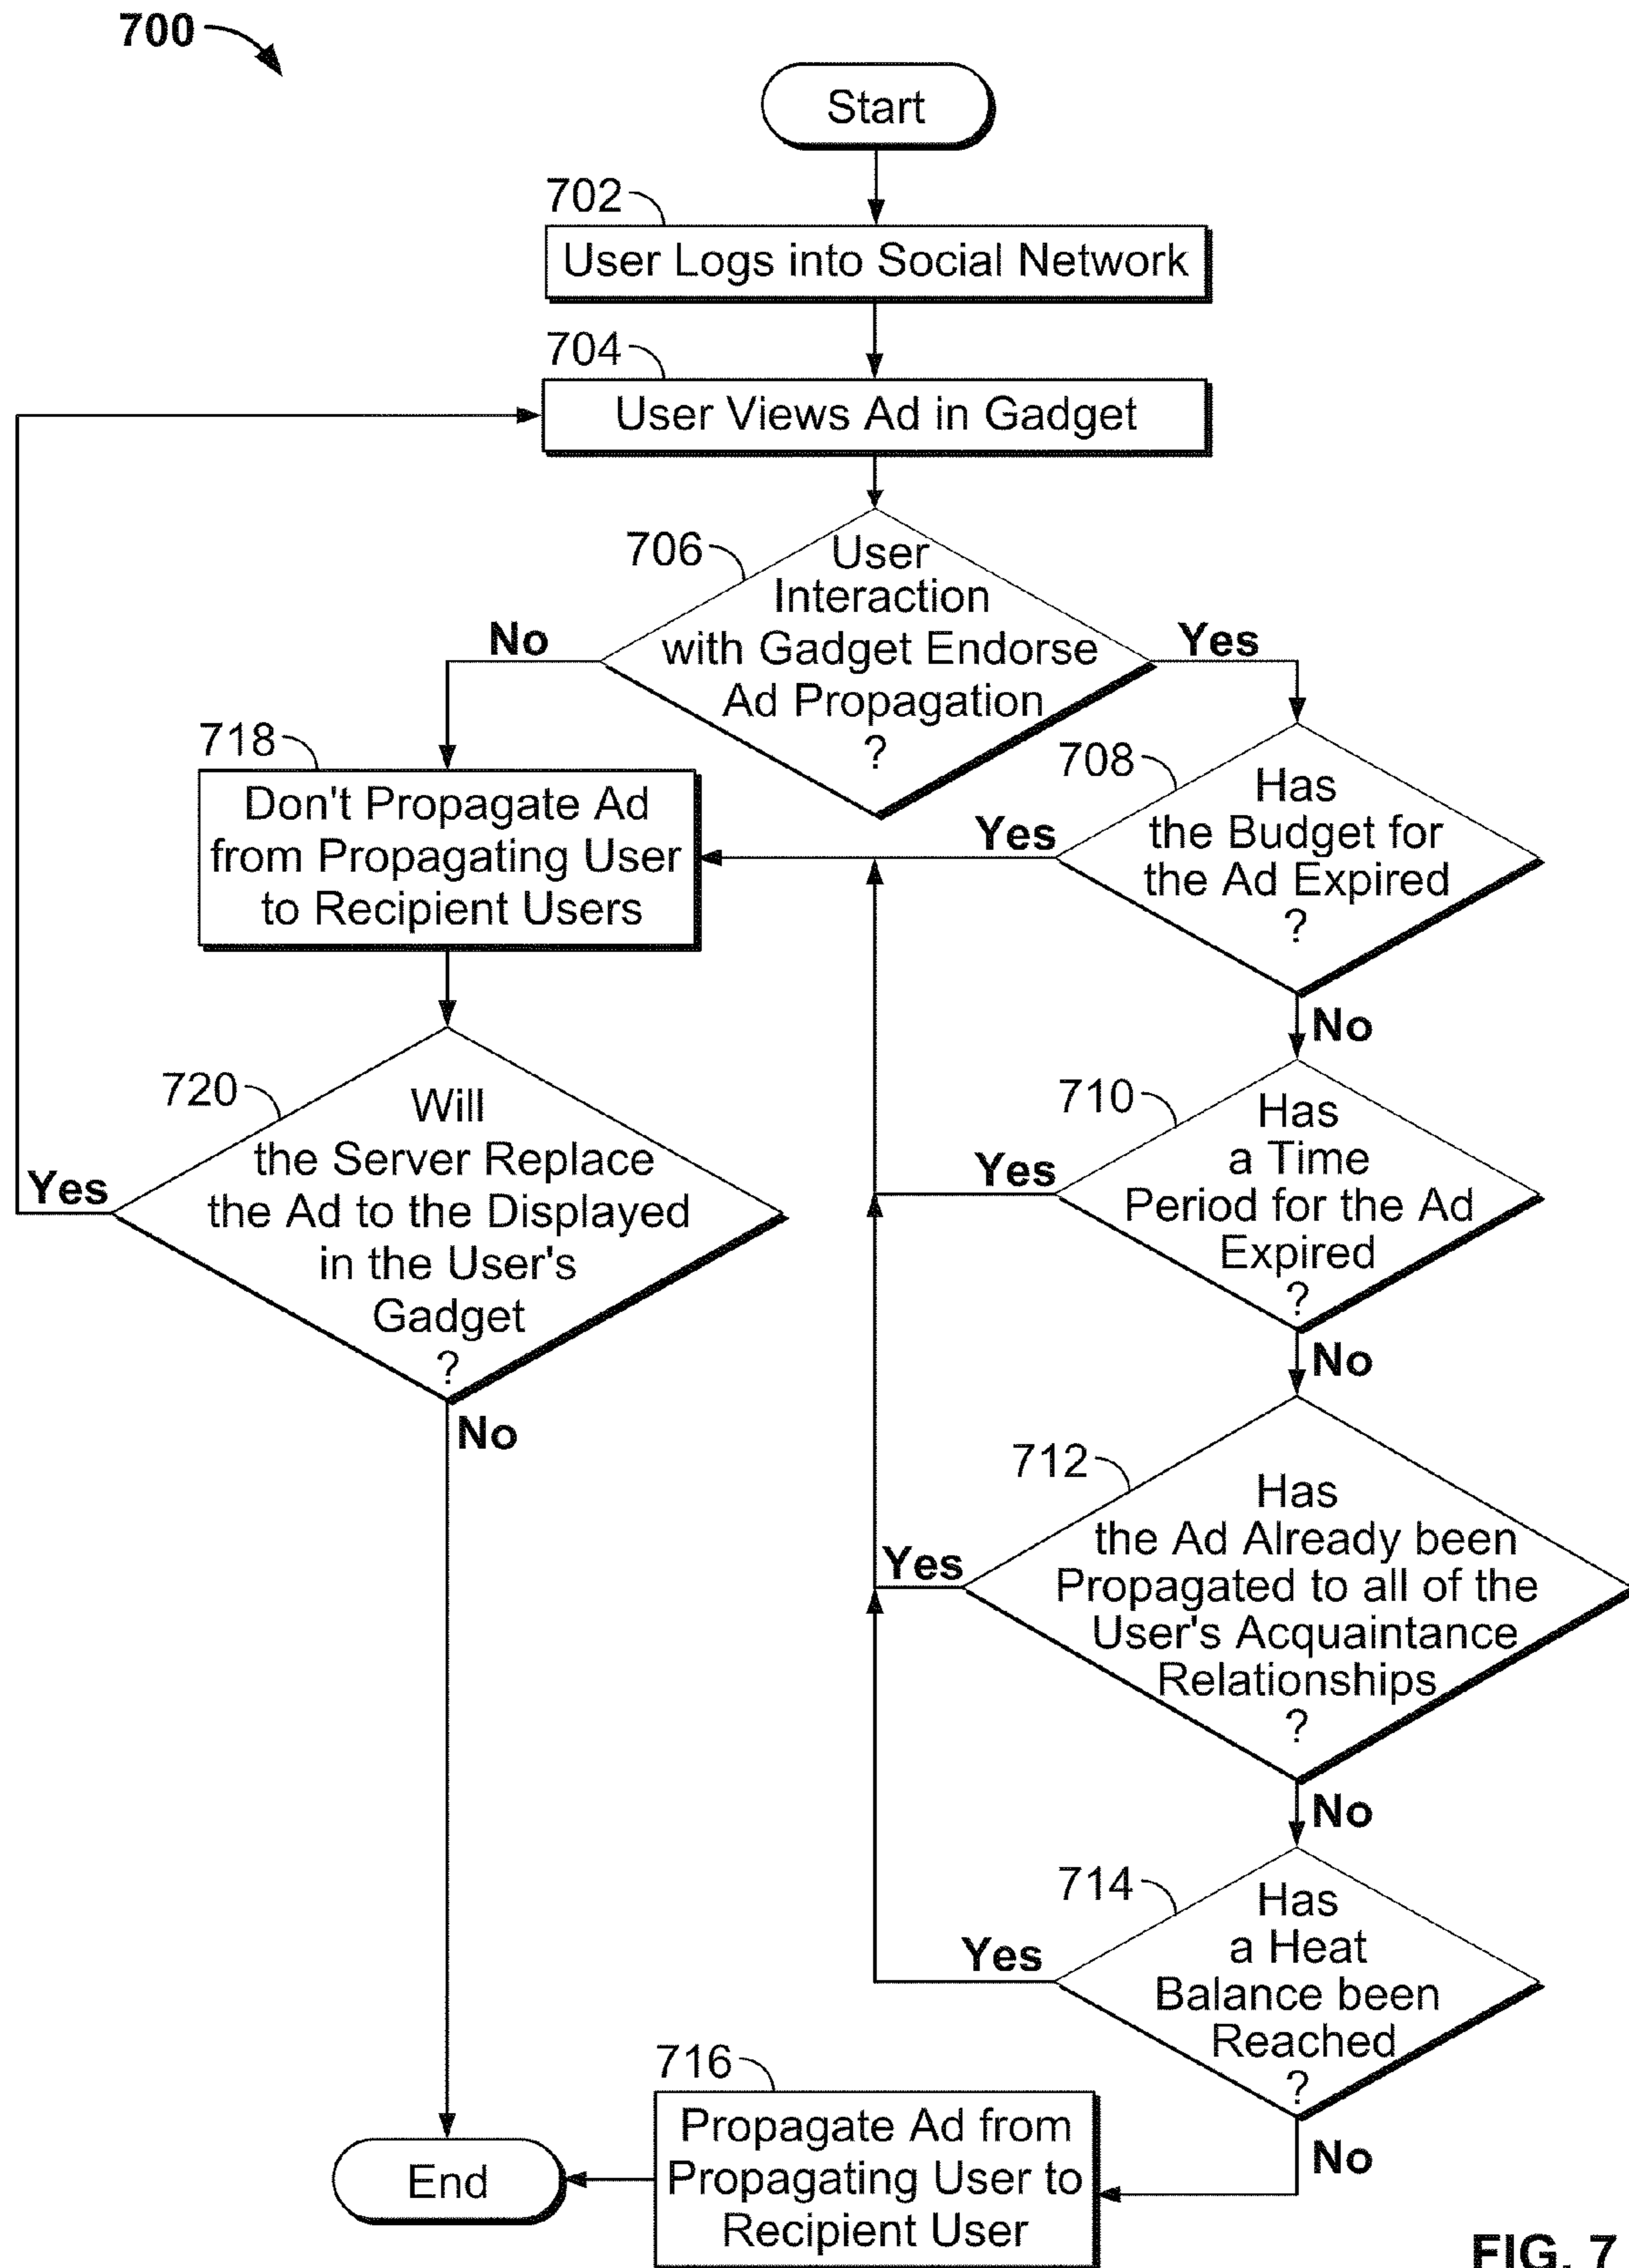 700
Start
702
User Logs into Social Network
704
User Views Ad in Gadget
706
User
Interaction
with Gadget Endorse
Ad Propagation
?
No
Yes
718
Don't Propagate Ad
from Propagating User
to Recipient Users
708
Has
the Budget for
the Ad Expired
?
Yes
No
720
Will
the Server Replace
the Ad to the Displayed
in the User's
Gadget
?
Yes
No
710
Has
a Time
Period for the Ad
Expired
?
Yes
No
712
Has
the Ad Already been
Propagated to all of the
User's Acquaintance
Relationships
?
Yes
No
714
Has
a Heat
Balance been
Reached
?
Yes
No
716
Propagate Ad from
Propagating User to
Recipient User
End
FIG. 7